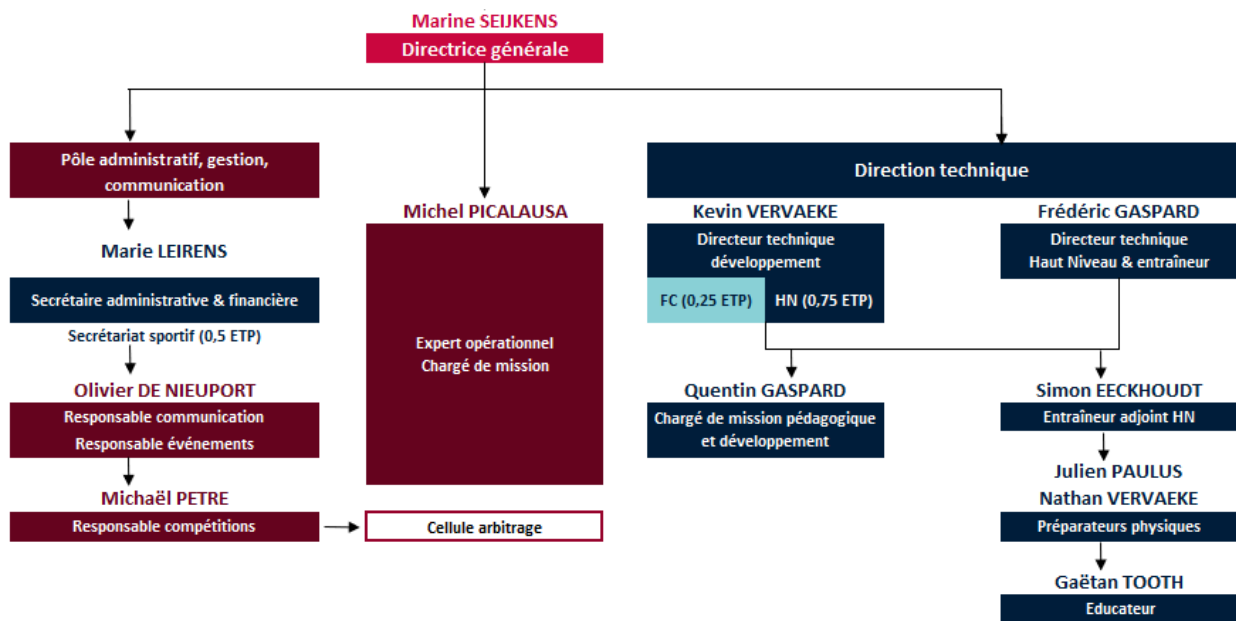 Marine SEIJKENS
Directrice générale
Pôle administratif, gestion,
communication
Marie LEIRENS
Secrétaire administrative & financière
Secrétariat sportif (0,5 ETP)
Olivier DE NIEUPORT
Responsable communication
Responsable événements
Michaël PETRE
Responsable compétitions
Michel PICALAUSA
Expert opérationnel
Chargé de mission
Cellule arbitrage
Direction technique
Kevin VERVAEKE
Directeur technique
développement
FC (0,25 ETP)
HN (0,75 ETP)
Quentin GASPARD
Chargé de mission pédagogique
et développement
Frédéric GASPARD
Directeur technique
Haut Niveau & entraîneur
Simon EECKHOUDT
Entraîneur adjoint HN
Julien PAULUS
Nathan VERVAEKE
Préparateurs physiques
Gaëtan TOOTH
Educateur